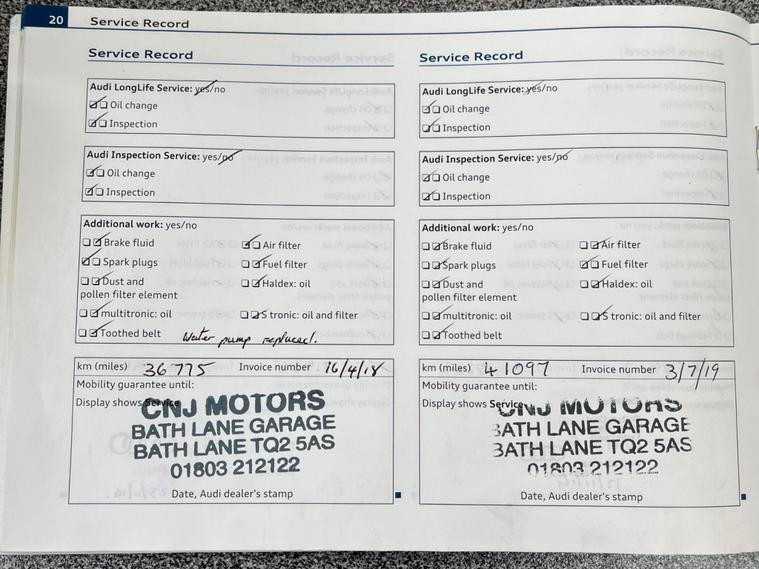 20 Service Record
Service Record
Audi LongLife Service: yes/no
Oil change
Inspection
Audi Inspection Service: yes/no
Oil change
Inspection
Additional work: yes/no
Brake fluid Air filter
Spark plugs Fuel filter
Dust and Haldex: oil
pollen filter element
multitronic: oil S tronic: oil and filter
Toothed belt Water pump replaced!.
km (miles) 36775 Invoice number 16/4/18
Mobility guarantee until:
Display shows Service
CNJ MOTORS
BATH LANE GARAGE
BATH LANE TQ2 5AS
01803 212122
Date, Audi dealer's stamp
Service Record
Audi LongLife Service: yes/no
Oil change
Inspection
Audi Inspection Service: yes/no
Oil change
Inspection
Additional work: yes/no
Brake fluid Air filter
Spark plugs Fuel filter
Dust and Haldex: oil
pollen filter element
multitronic: oil S tronic: oil and filter
Toothed belt
km (miles) 41097 Invoice number 3/7/19
Mobility guarantee until:
Display shows Service
CNJ MOTORS
BATH LANE GARAGE
BATH LANE TQ2 5AS
01803 212122
Date, Audi dealer's stamp